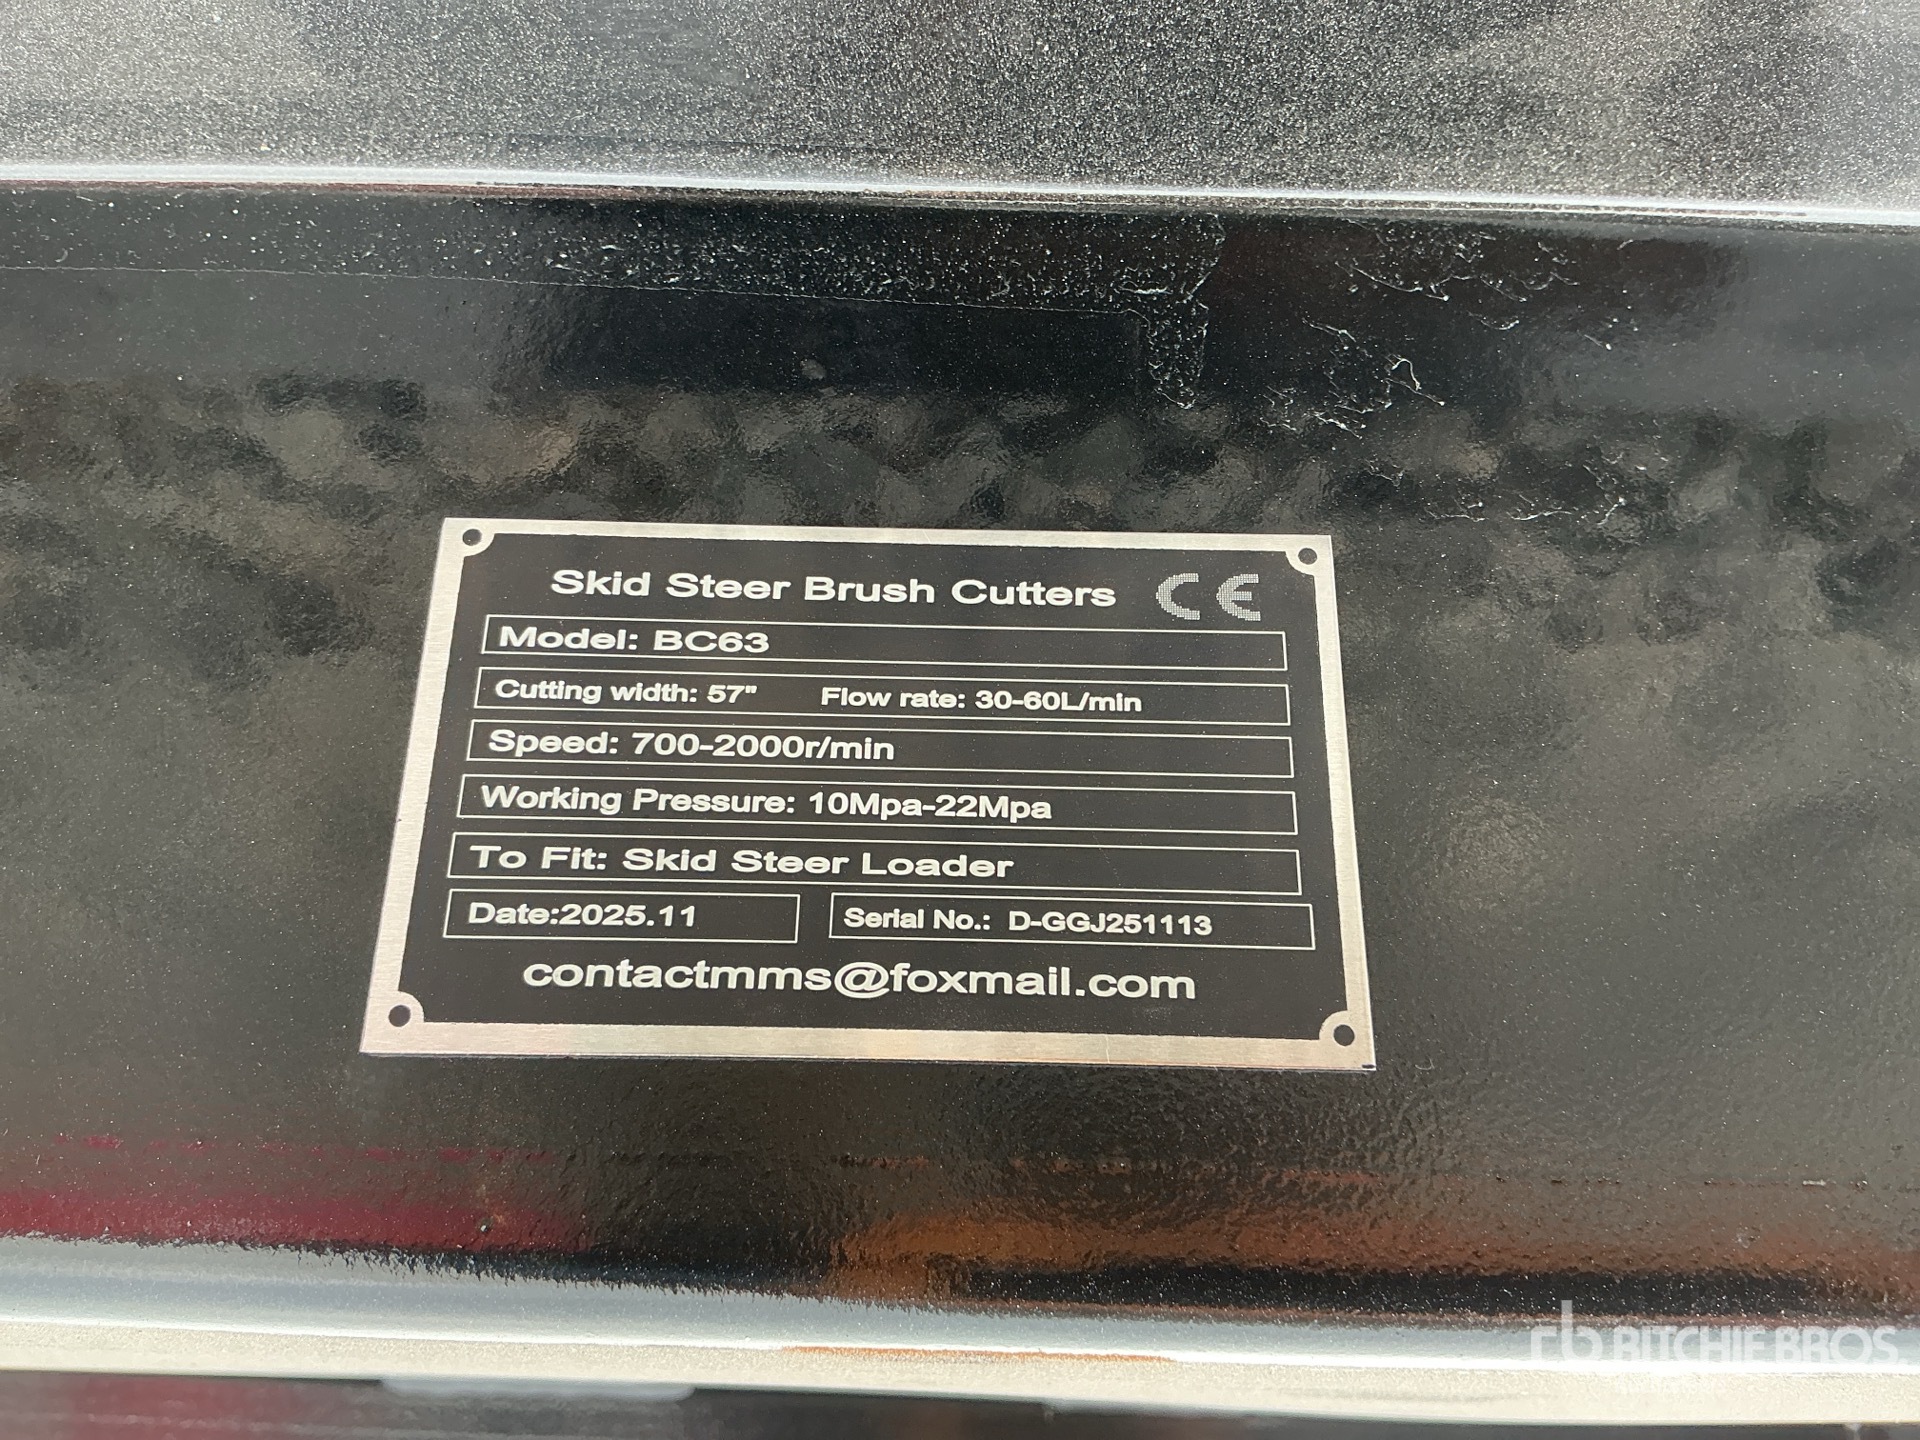 Skid Steer Brush Cutters CE
Model: BC63
Cutting width: 57" Flow rate: 30-60L/min
Speed: 700-2000r/min
Working Pressure: 10Mpa-22Mpa
To Fit: Skid Steer Loader
Date:2025.11 Serial No.: D-GGJ251113
contactmms@foxmail.com
rb RITCHIE BROS.